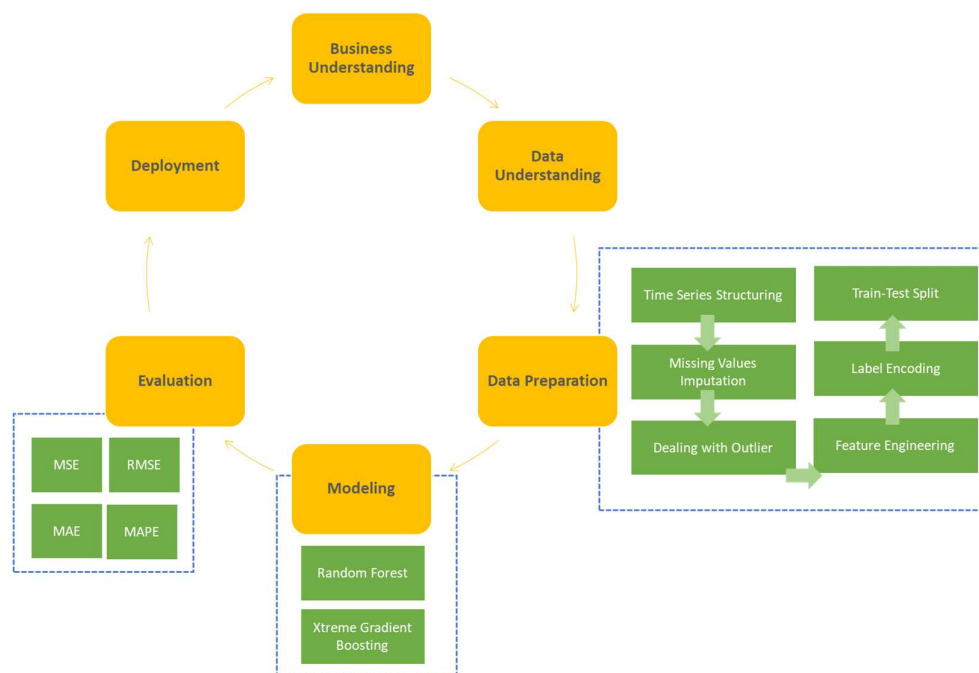 Business
Understanding
Deployment
Data
Understanding
Time Series Structuring
Train-Test Split
Evaluation
Data Preparation
Missing Values
Imputation
Label Encoding
Dealing with Outlier
Feature Engineering
MSE
RMSE
MAE
MAPE
Modeling
Random Forest
Xtreme Gradient
Boosting